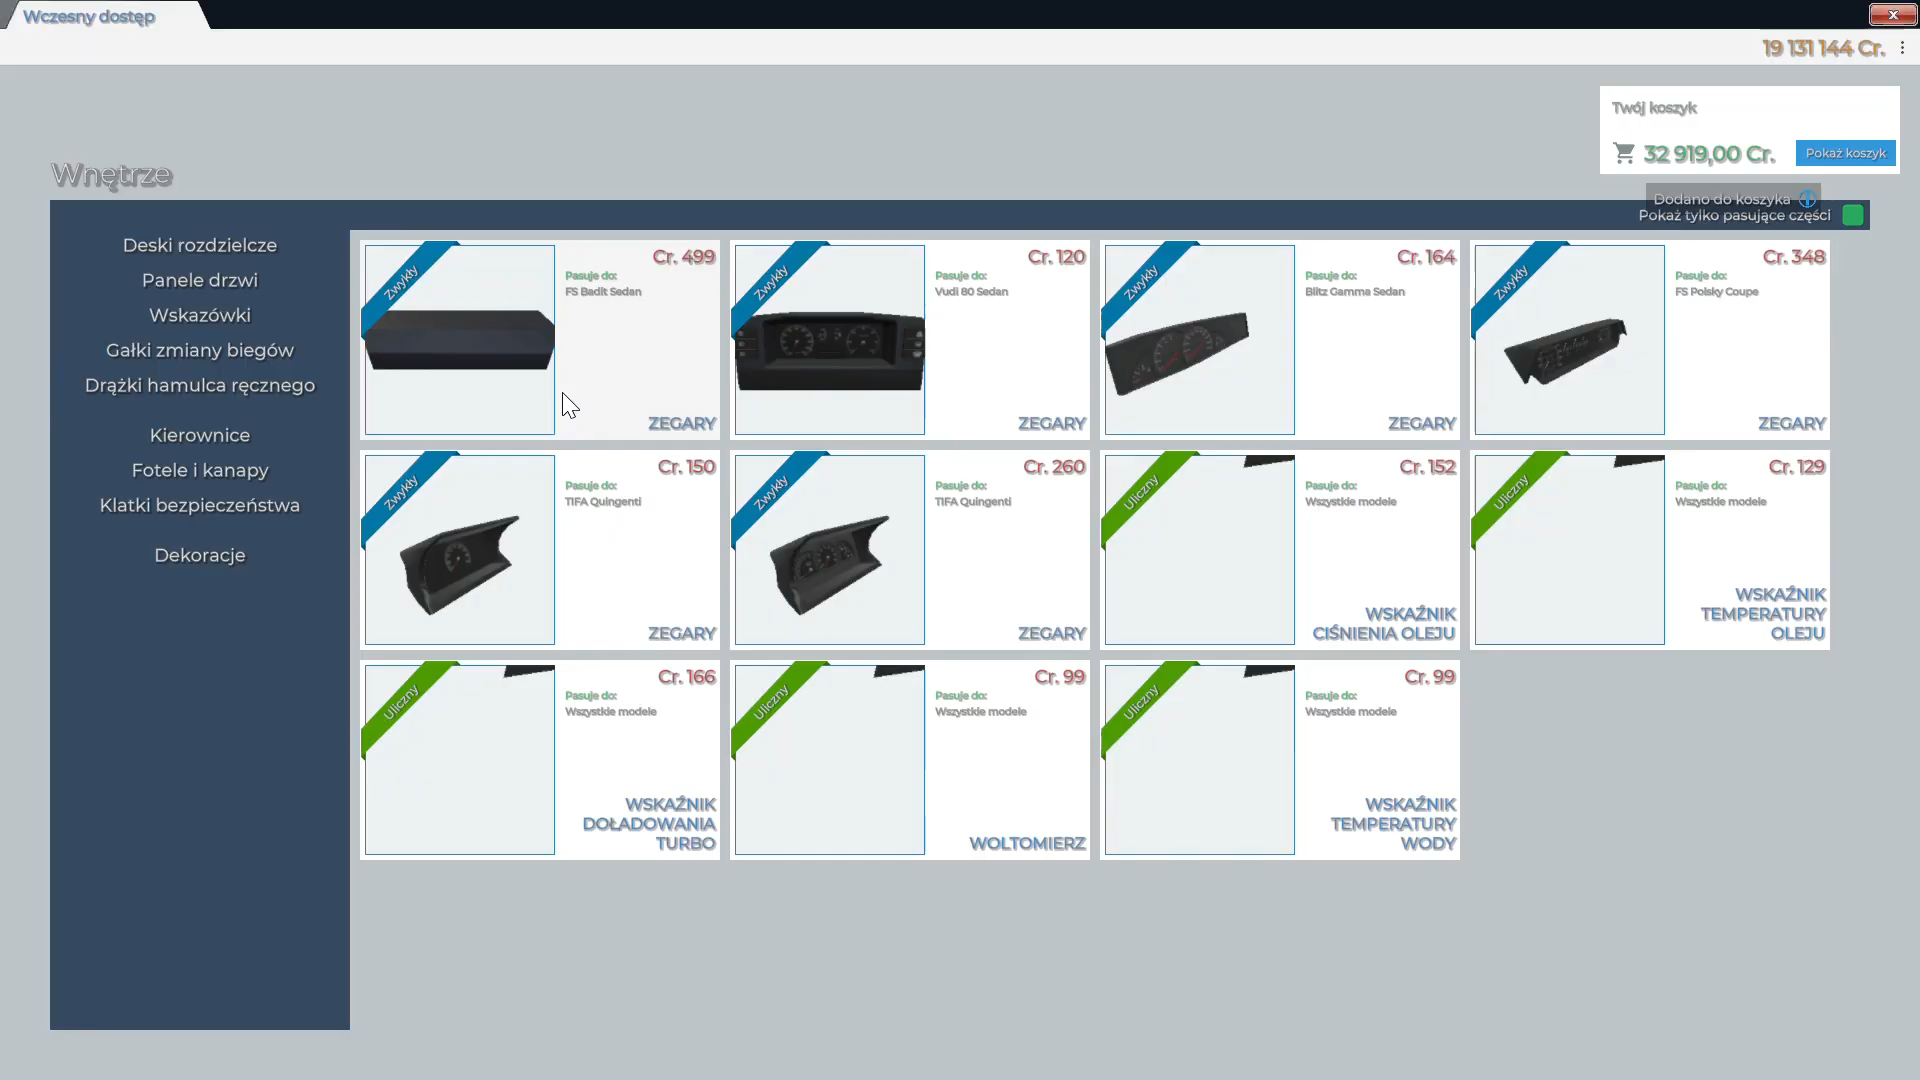 Wczesny dostęp
19 131 144 Cr.
Twój koszyk
32 919,00 Cr.
Pokaż koszyk
Wnętrze
Dodano do koszyka
Pokaż tylko pasujące części
Deski rozdzielcze
Panele drzwi
Wskazówki
Gałki zmiany biegów
Drążki hamulca ręcznego
Kierownice
Fotele i kanapy
Klatki bezpieczeństwa
Dekoracje
Zwykły
Cr. 499
Pasuje do:
FS Badit Sedan
ZEGARY
Zwykły
Cr. 120
Pasuje do:
Vudi 80 Sedan
ZEGARY
Zwykły
Cr. 164
Pasuje do:
Blitz Gamma Sedan
ZEGARY
Zwykły
Cr. 348
Pasuje do:
FS Polsky Coupe
ZEGARY
Zwykły
Cr. 150
Pasuje do:
TIFA Quingenti
ZEGARY
Zwykły
Cr. 260
Pasuje do:
TIFA Quingenti
ZEGARY
Uliczny
Cr. 152
Pasuje do:
Wszystkie modele
WSKAŹNIK
CIŚNIENIA OLEJU
Uliczny
Cr. 129
Pasuje do:
Wszystkie modele
WSKAŹNIK
TEMPERATURY
OLEJU
Uliczny
Cr. 166
Pasuje do:
Wszystkie modele
WSKAŹNIK
DOŁADOWANIA
TURBO
Uliczny
Cr. 99
Pasuje do:
Wszystkie modele
WOLTOMIERZ
Uliczny
Cr. 99
Pasuje do:
Wszystkie modele
WSKAŹNIK
TEMPERATURY
WODY